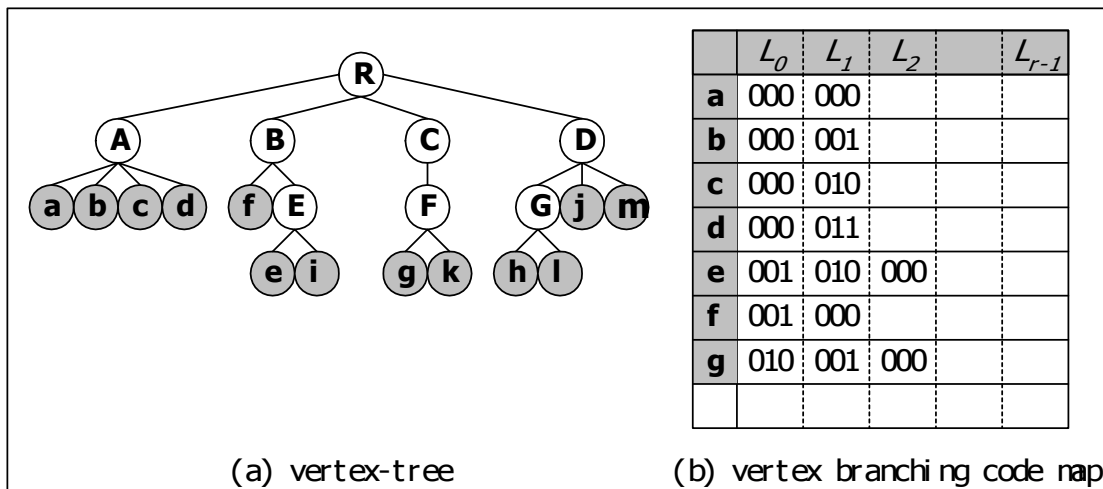 R
A B C D
a b c d f E F G j m
e i g k h l
(a) vertex-tree
L0 L1 L2 Lr-1
a 000 000
b 000 001
c 000 010
d 000 011
e 001 010 000
f 001 000
g 010 001 000
(b) vertex branching code map